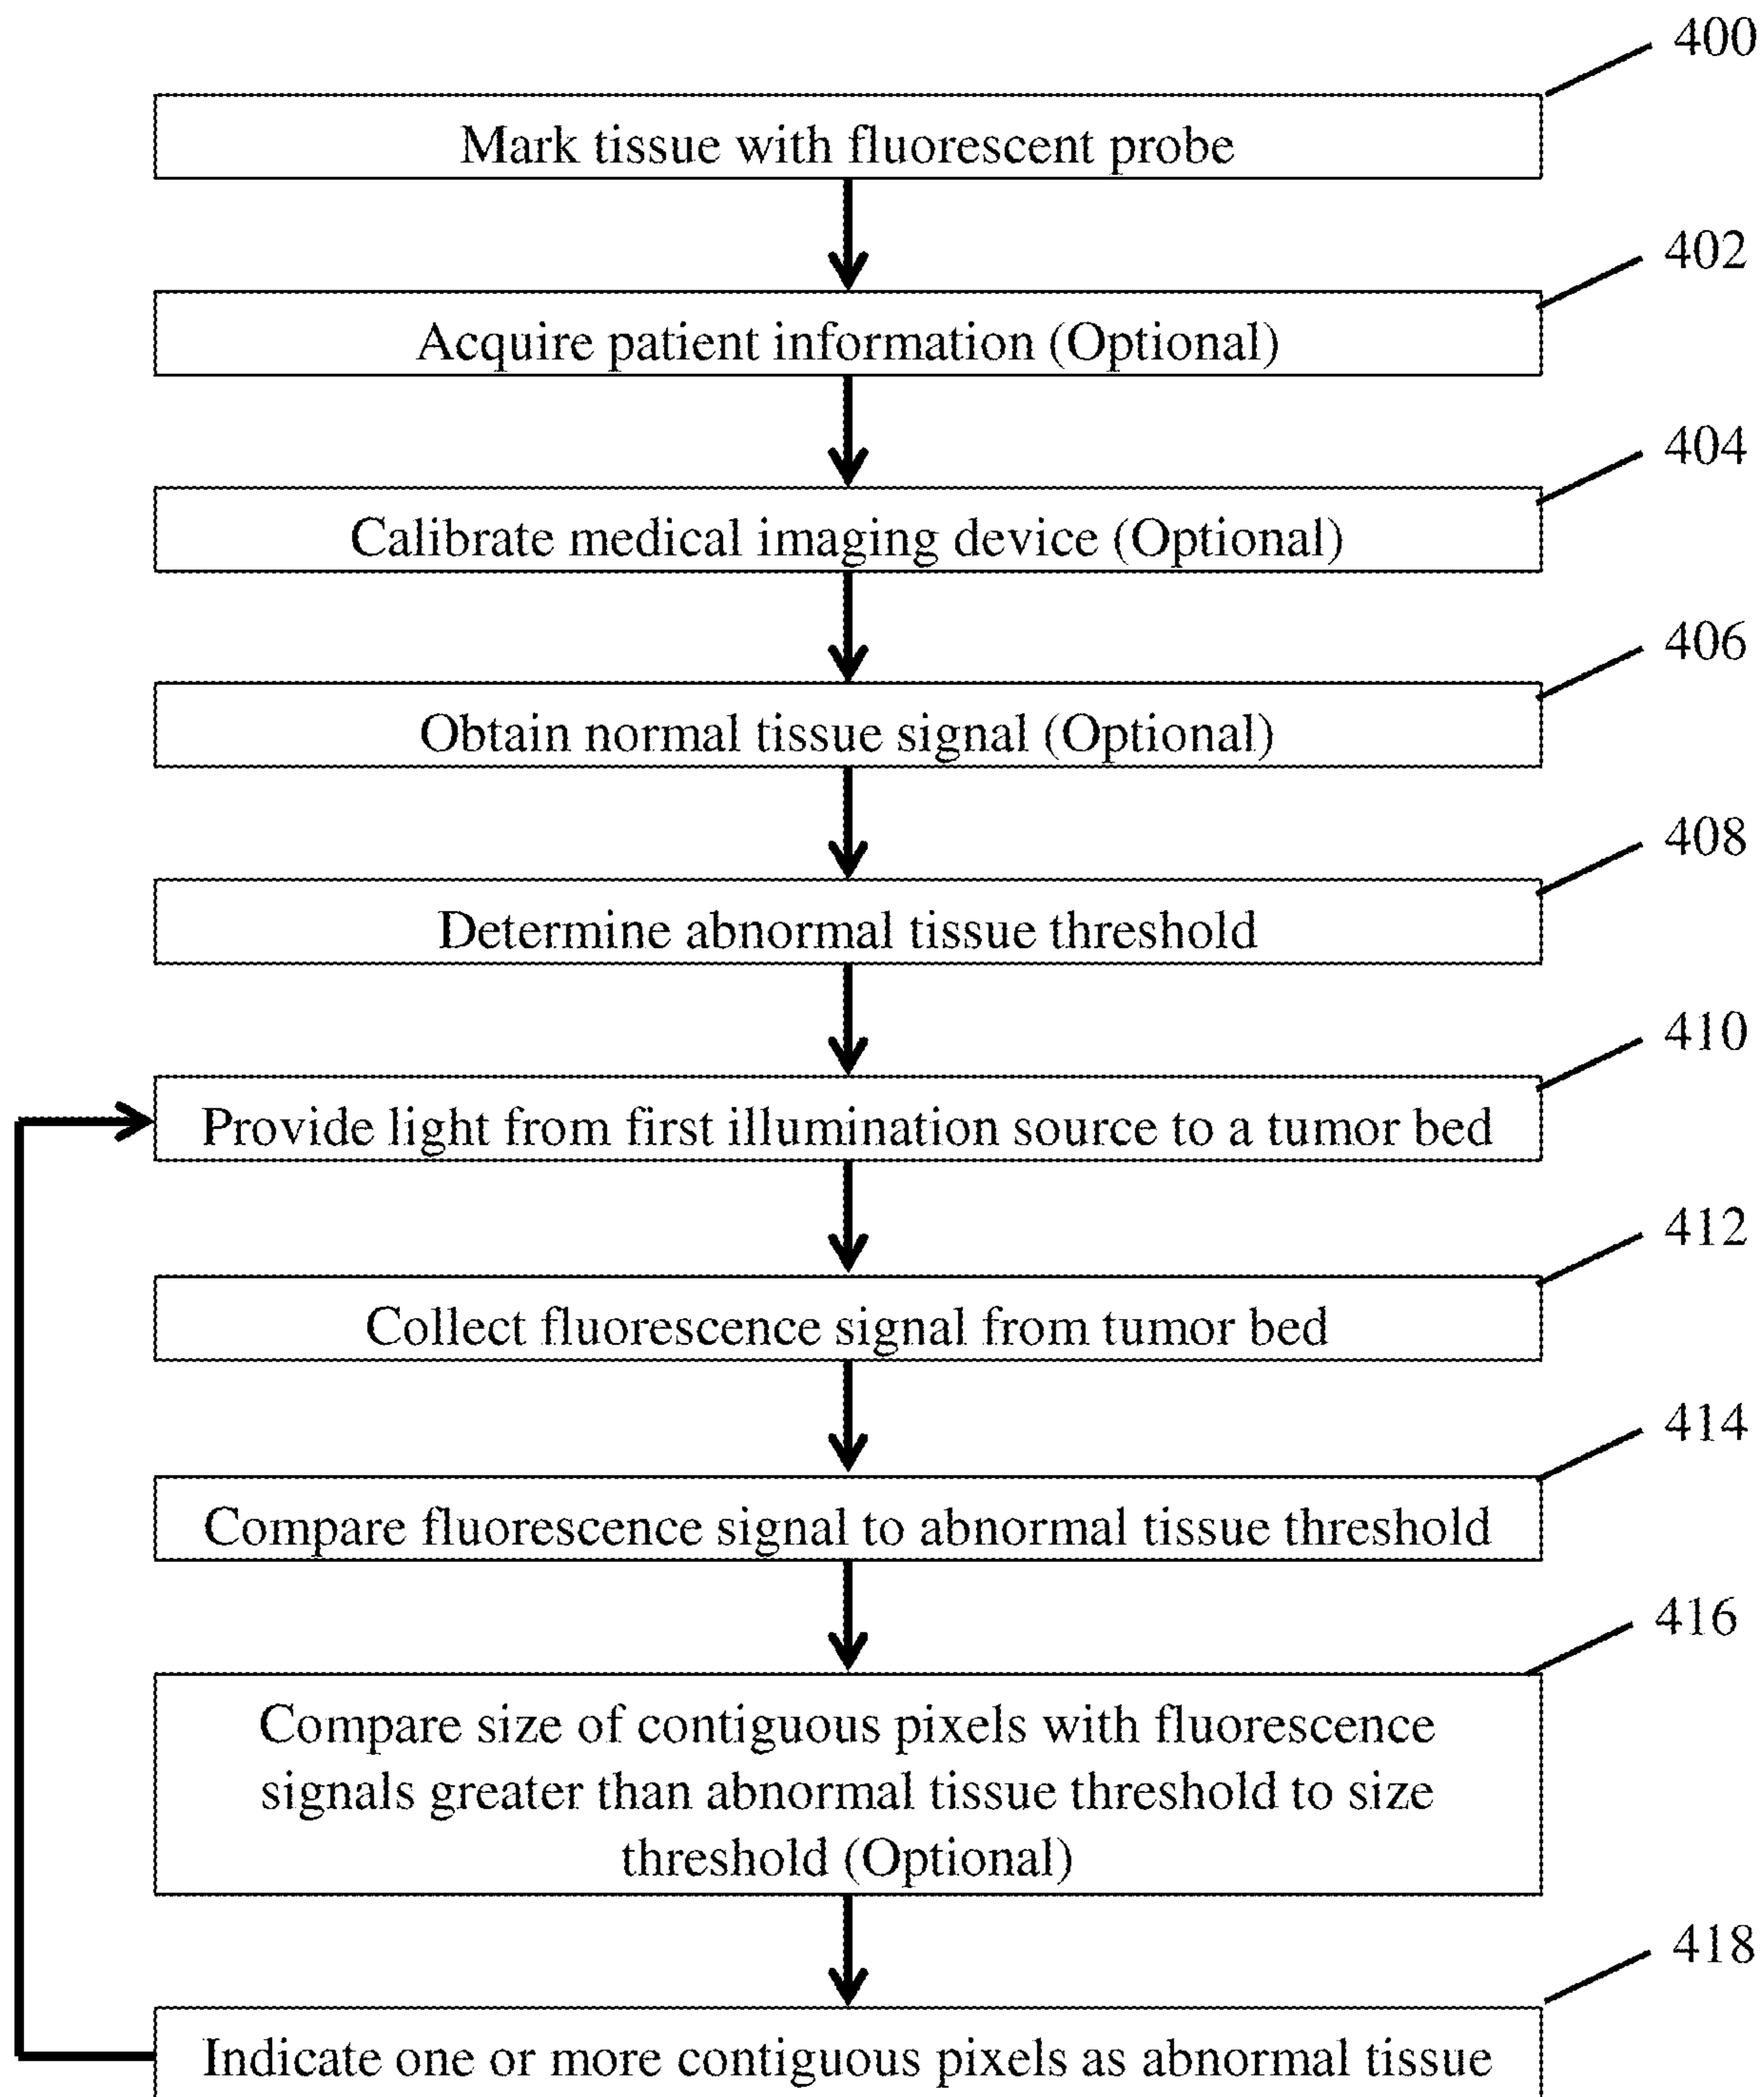 400
Mark tissue with fluorescent probe
402
Acquire patient information (Optional)
404
Calibrate medical imaging device (Optional)
406
Obtain normal tissue signal (Optional)
408
Determine abnormal tissue threshold
410
Provide light from first illumination source to a tumor bed
412
Collect fluorescence signal from tumor bed
414
Compare fluorescence signal to abnormal tissue threshold
416
Compare size of contiguous pixels with fluorescence
signals greater than abnormal tissue threshold to size
threshold (Optional)
418
Indicate one or more contiguous pixels as abnormal tissue